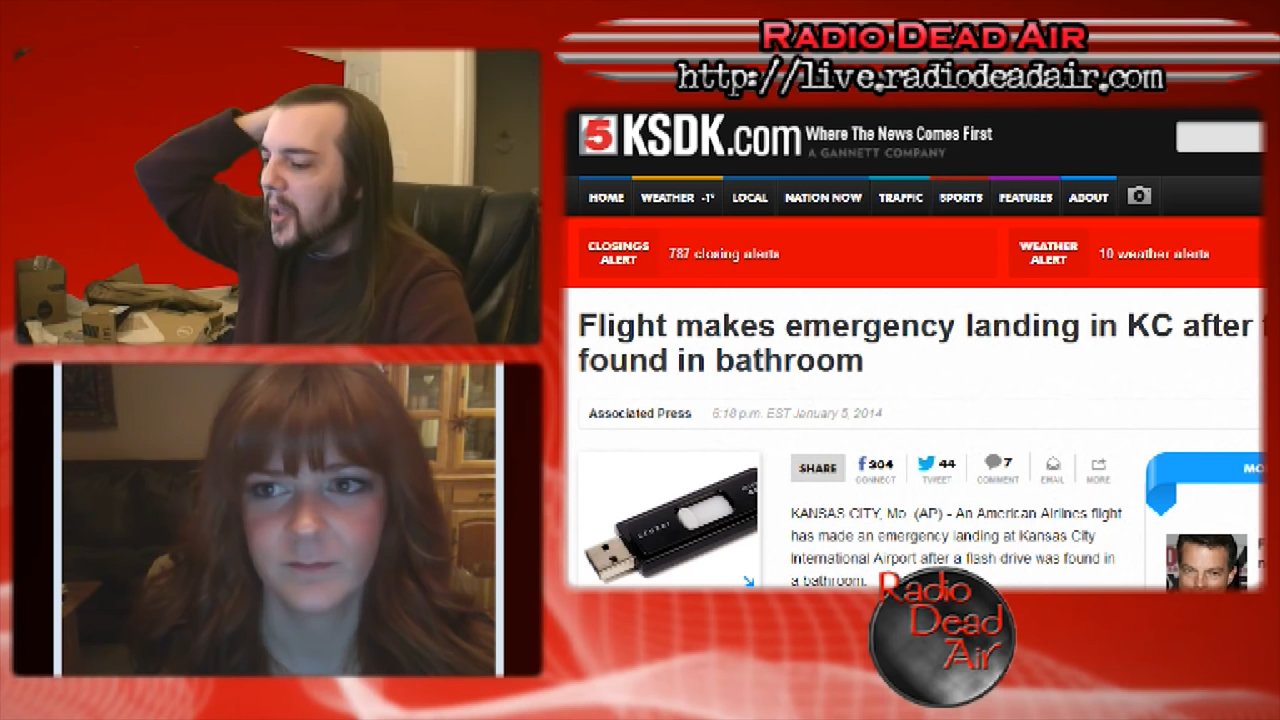 RADIO DEAD AIR
http://live.radiodeadair.com
5 KSDK.com Where The News Comes First
A GANNETT COMPANY
HOME WEATHER -1° LOCAL NATION NOW TRAFFIC SPORTS FEATURES ABOUT
CLOSINGS ALERT 787 closing alerts WEATHER ALERT 10 weather alerts
Flight makes emergency landing in KC after
found in bathroom
Associated Press 6:18 p.m. EST January 5, 2014
SHARE 304 CONNECT 44 TWEET 7 COMMENT EMAIL MORE
KANSAS CITY, Mo. (AP) - An American Airlines flight
has made an emergency landing at Kansas City
International Airport after a flash drive was found in
a bathroom.
Radio
Dead
Air